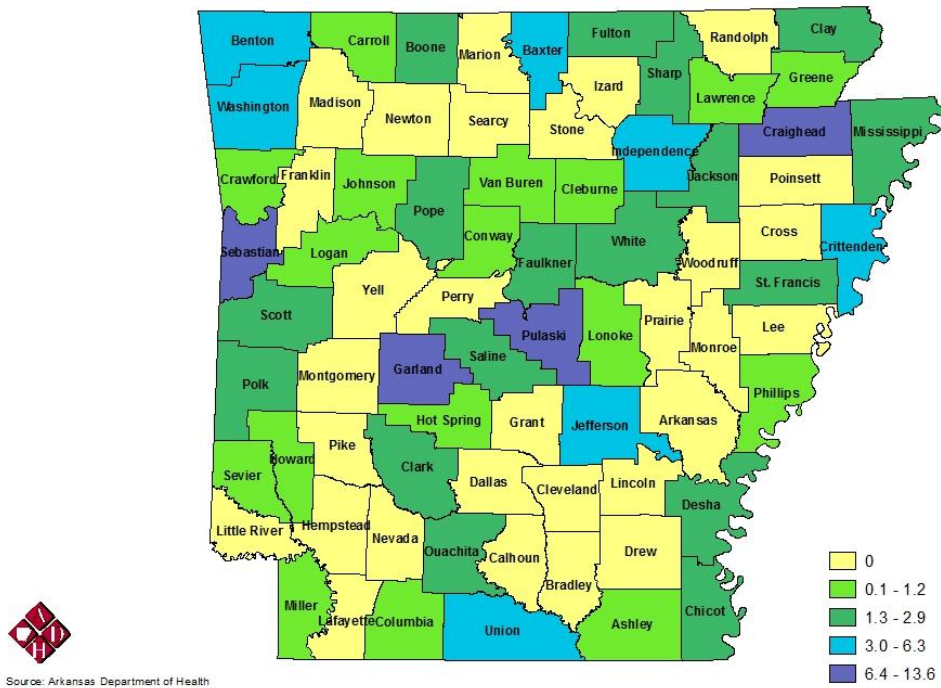 Benton
Carroll
Boone
Marion
Baxter
Fulton
Randolph
Clay
Sharp
Izard
Greene
Lawrence
Washington
Madison
Newton
Searcy
Stone
Independence
Craighead
Mississippi
Jackson
Poinsett
Crawford
Franklin
Johnson
Van Buren
Cleburne
Pope
Conway
White
Cross
Crittenden
Sebastian
Logan
Faulkner
Woodruff
St. Francis
Yell
Perry
Scott
Pulaski
Lonoke
Prairie
Lee
Monroe
Saline
Garland
Montgomery
Polk
Phillips
Hot Spring
Grant
Jefferson
Arkansas
Pike
Howard
Clark
Sevier
Dallas
Cleveland
Lincoln
Desha
Little River
Hempstead
Nevada
Ouachita
Calhoun
Drew
Bradley
Miller
Lafayette
Columbia
Union
Ashley
Chicot
0
0.1 - 1.2
1.3 - 2.9
3.0 - 6.3
6.4 - 13.6
A
D
H
Source: Arkansas Department of Health